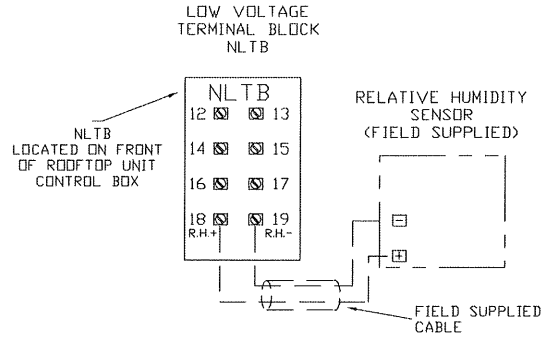 LOW VOLTAGE
TERMINAL BLOCK
NLTB
NLTB
12 13
14 15
16 17
18 19
R.H.+ R.H.-
NLTB
LOCATED ON FRONT
OF ROOFTOP UNIT
CONTROL BOX
RELATIVE HUMIDITY
SENSOR
(FIELD SUPPLIED)
-
+
FIELD SUPPLIED
CABLE